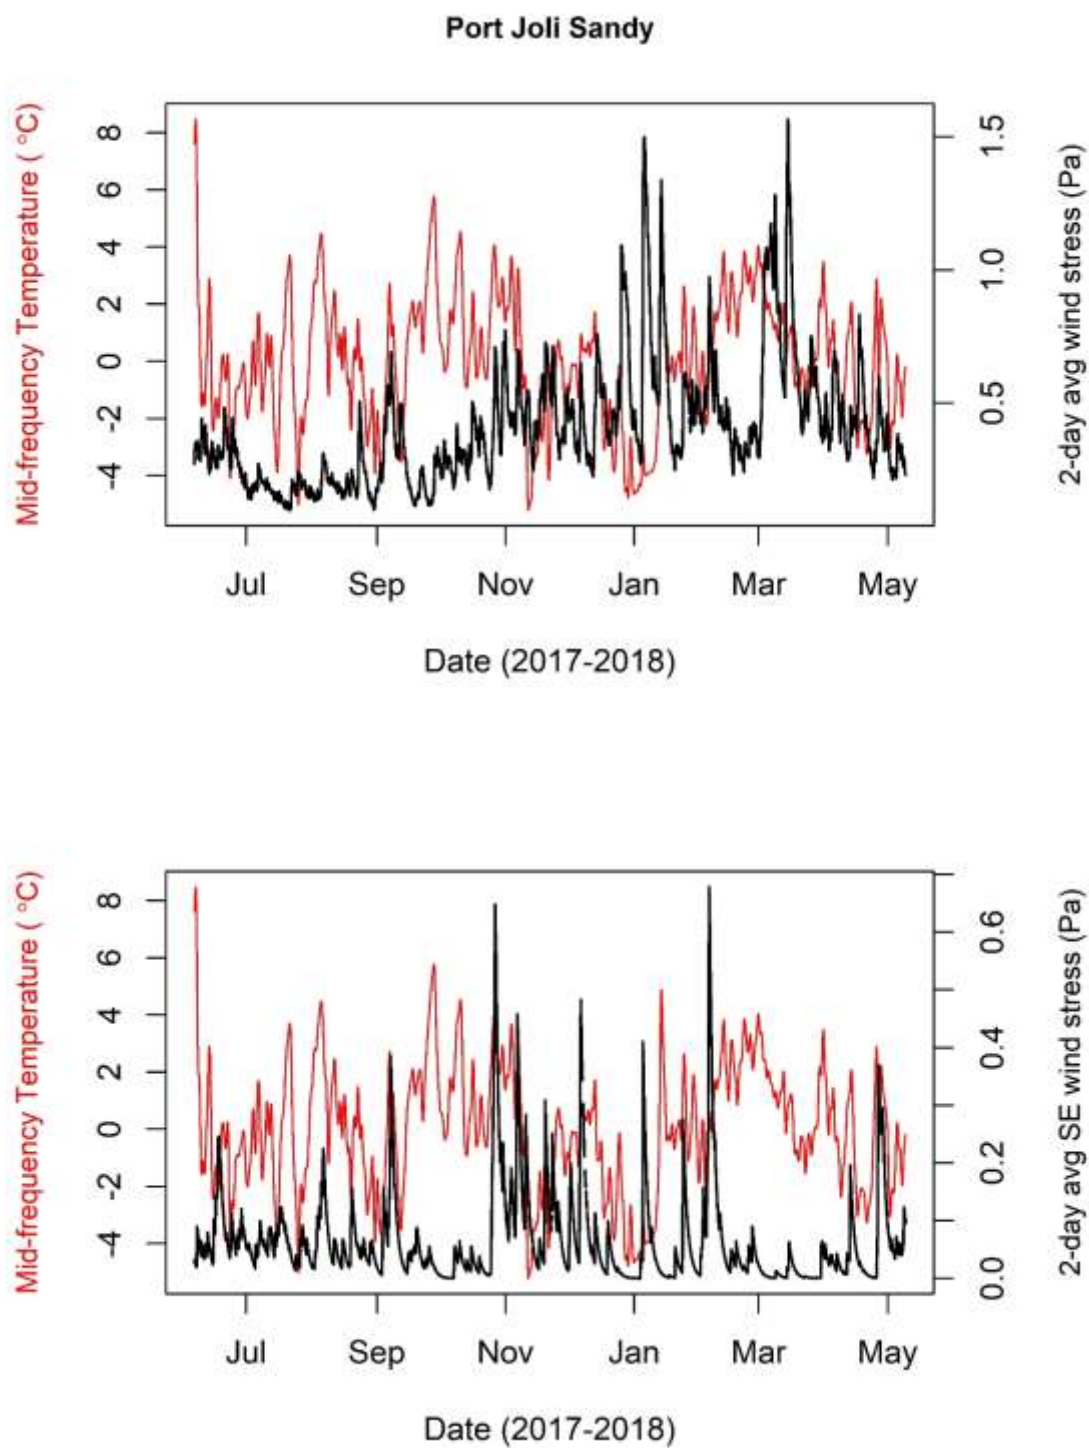 Port Joli Sandy
Mid-frequency Temperature ( °C)
8
6
4
2
0
-2
-4
1.5
1.0
0.5
2-day avg wind stress (Pa)
Jul Sep Nov Jan Mar May
Date (2017-2018)
Mid-frequency Temperature ( °C)
8
6
4
2
0
-2
-4
0.6
0.4
0.2
0.0
2-day avg SE wind stress (Pa)
Jul Sep Nov Jan Mar May
Date (2017-2018)